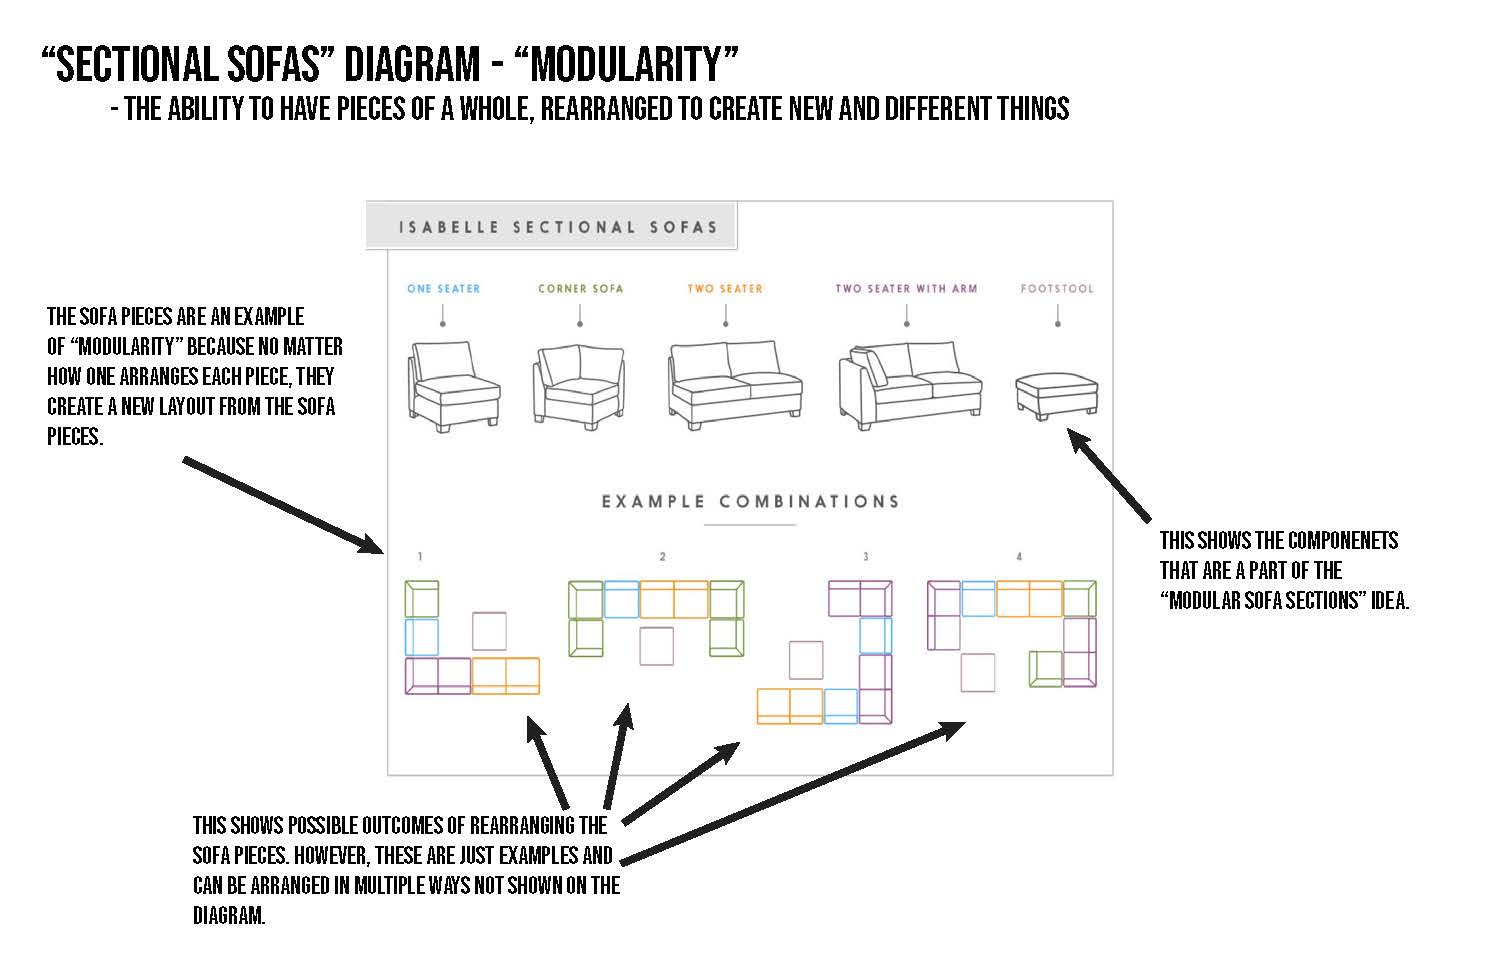 “SECTIONAL SOFAS” DIAGRAM - “MODULARITY”
- THE ABILITY TO HAVE PIECES OF A WHOLE, REARRANGED TO CREATE NEW AND DIFFERENT THINGS
ISABELLE SECTIONAL SOFAS
ONE SEATER
CORNER SOFA
TWO SEATER
TWO SEATER WITH ARM
FOOTSTOOL
THE SOFA PIECES ARE AN EXAMPLE
OF “MODULARITY” BECAUSE NO MATTER
HOW ONE ARRANGES EACH PIECE, THEY
CREATE A NEW LAYOUT FROM THE SOFA
PIECES.
EXAMPLE COMBINATIONS
1
2
3
4
THIS SHOWS THE COMPONENETS
THAT ARE A PART OF THE
“MODULAR SOFA SECTIONS” IDEA.
THIS SHOWS POSSIBLE OUTCOMES OF REARRANGING THE
SOFA PIECES. HOWEVER, THESE ARE JUST EXAMPLES AND
CAN BE ARRANGED IN MULTIPLE WAYS NOT SHOWN ON THE
DIAGRAM.